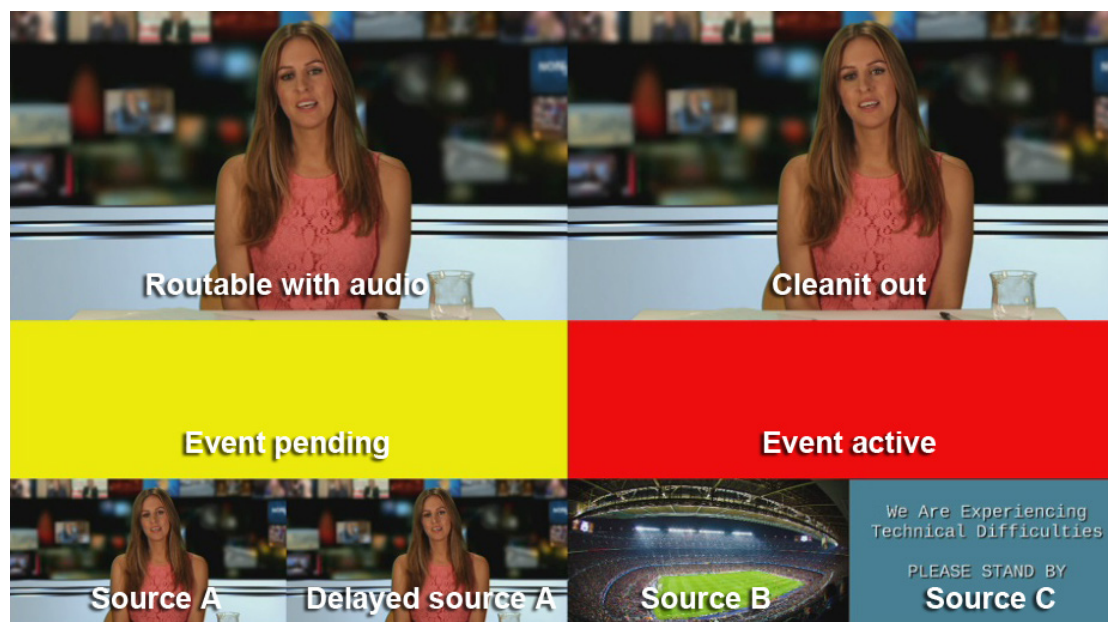 Routable with audio
Cleanit out
Event pending
Event active
We Are Experiencing
Technical Difficulties
PLEASE STAND BY
Source A
Delayed source A
Source B
Source C